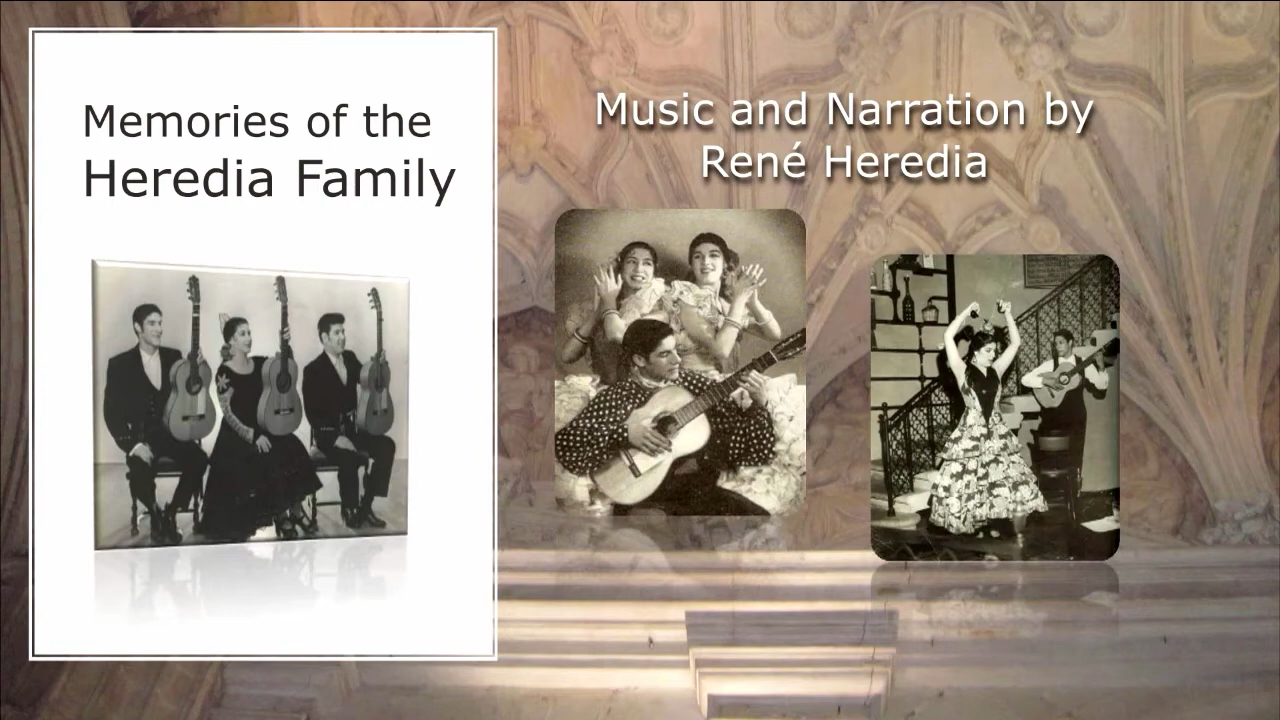 Memories of the
Heredia Family
Music and Narration by
René Heredia